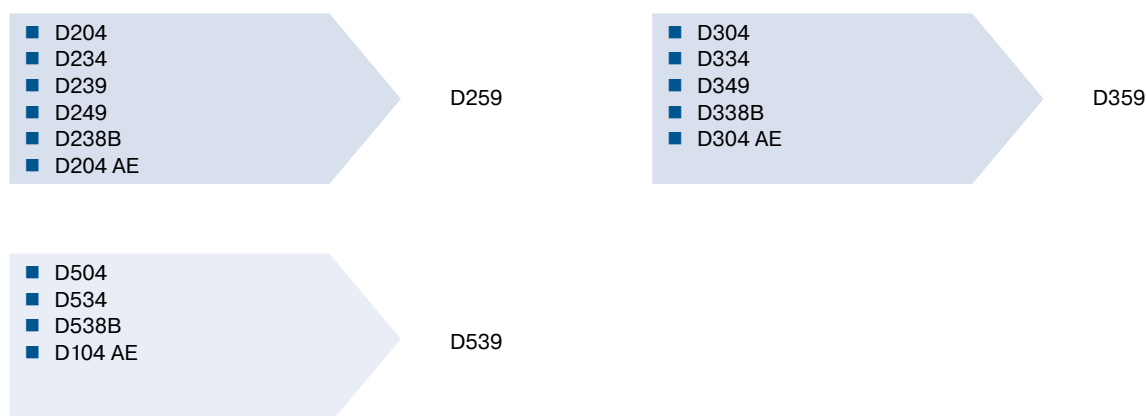 D204
D234
D239
D249
D238B
D204 AE
D259
D304
D334
D349
D338B
D304 AE
D359
D504
D534
D538B
D104 AE
D539